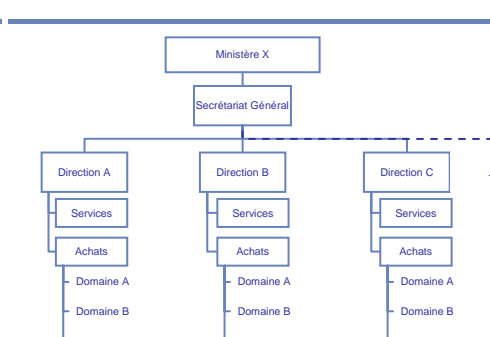 Ministère X
Secrétariat Général
Direction A
Direction B
Direction C
Services
Services
Services
Achats
Achats
Achats
Domaine A
Domaine A
Domaine A
Domaine B
Domaine B
Domaine B